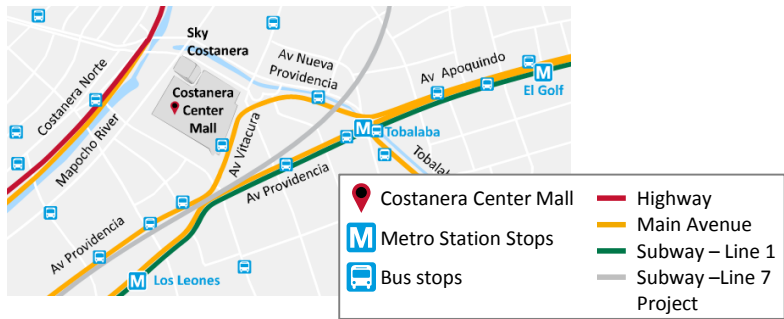 Sky
Costanera
Av Nueva
Providencia
Av Apoquindo
M
El Golf
Costanera Norte
Costanera
Center
Mall
Mapocho River
Av Vitacura
M
Tobalaba
Av Providencia
Av Providencia
M
Los Leones
Costanera Center Mall
M
Metro Station Stops
Bus stops
Highway
Main Avenue
Subway – Line 1
Subway –Line 7
Project